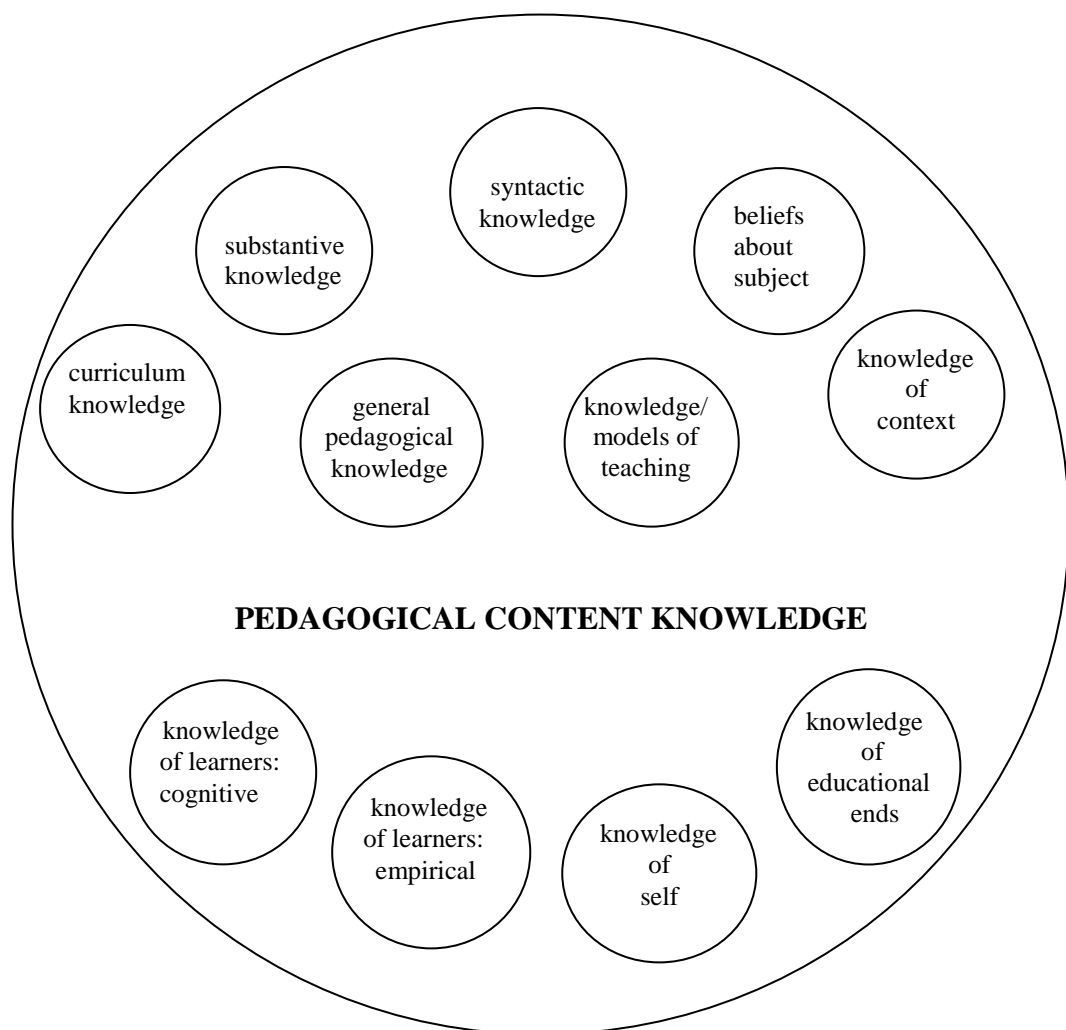 syntactic
knowledge
substantive
knowledge
beliefs
about
subject
curriculum
knowledge
general
pedagogical
knowledge
knowledge/
models of
teaching
knowledge
of
context
PEDAGOGICAL CONTENT KNOWLEDGE
knowledge
of learners:
cognitive
knowledge
of learners:
empirical
knowledge
of
self
knowledge
of
educational
ends